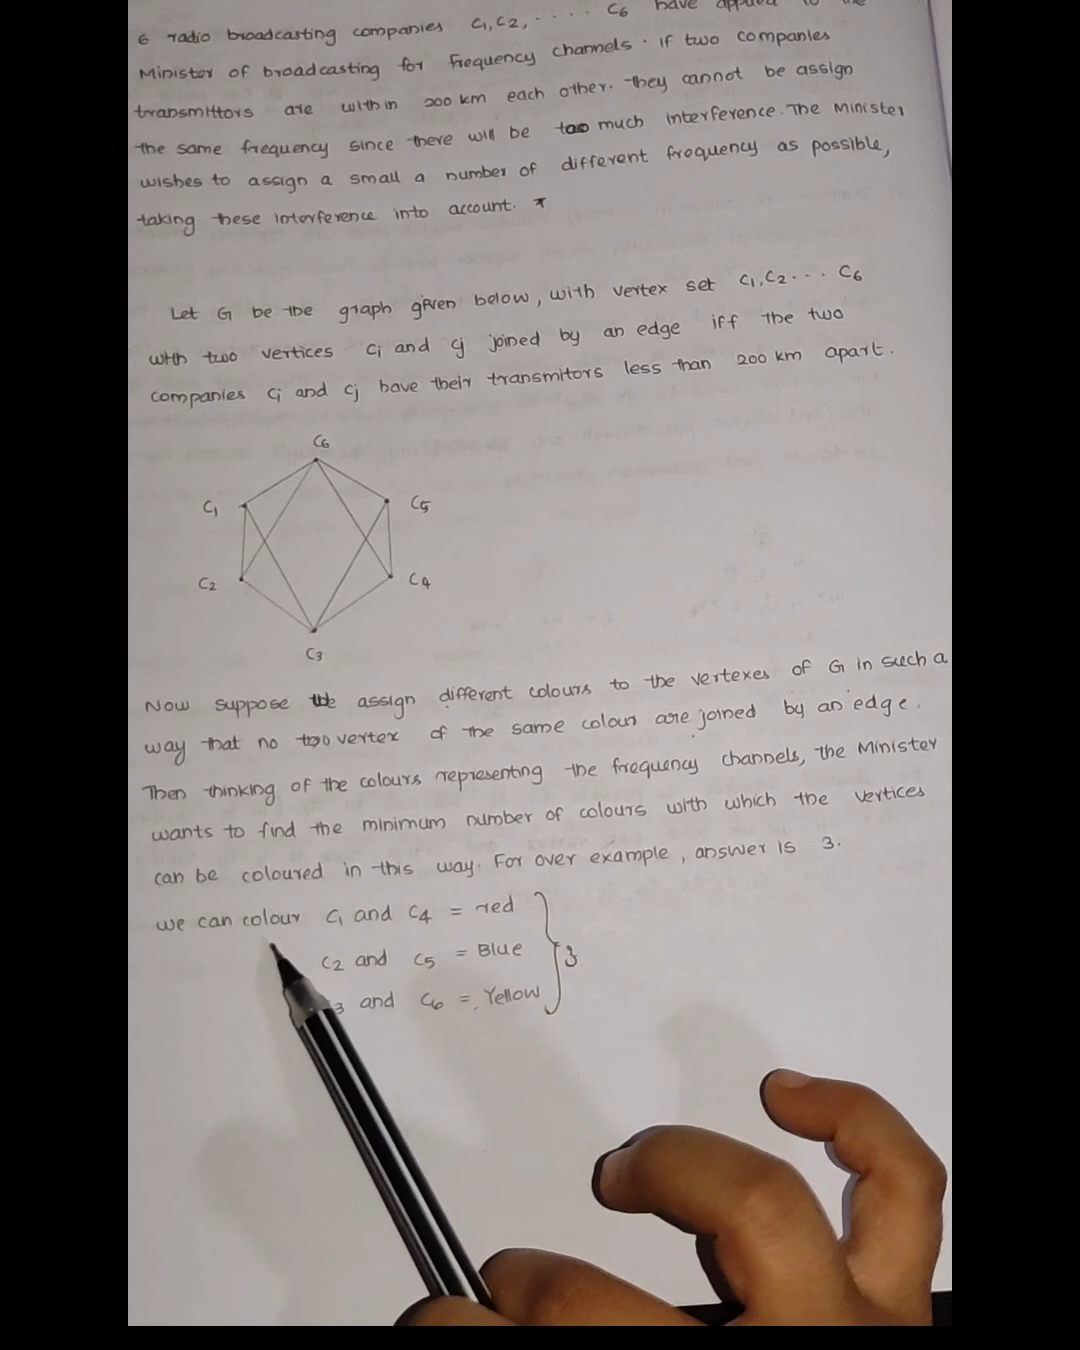 6 radio broadcasting companies C1, C2, ..... C6 have applied to the
Minister of broadcasting for Frequency channels. if two companies
transmittors are within 200 km each other. They cannot be assign
the same frequency since there will be too much interference. The Minister
wishes to assign a small a number of different frequency as possible,
taking these interference into account.
Let G be the graph given below, with vertex set C1, C2 ... C6
with two vertices Ci and Cj joined by an edge iff the two
companies Ci and Cj have their transmitors less than 200 km apart.
C6
C1 C5
C2 C4
C3
Now suppose we assign different colours to the vertexes of G in such a
way that no two vertex of the same colour are joined by an edge.
Then thinking of the colours representing the frequency channels, the Minister
wants to find the minimum number of colours with which the vertices
can be coloured in this way. For over example, answer is 3.
we can colour C1 and C4 = red
C2 and C5 = Blue } 3
3 and C6 = Yellow